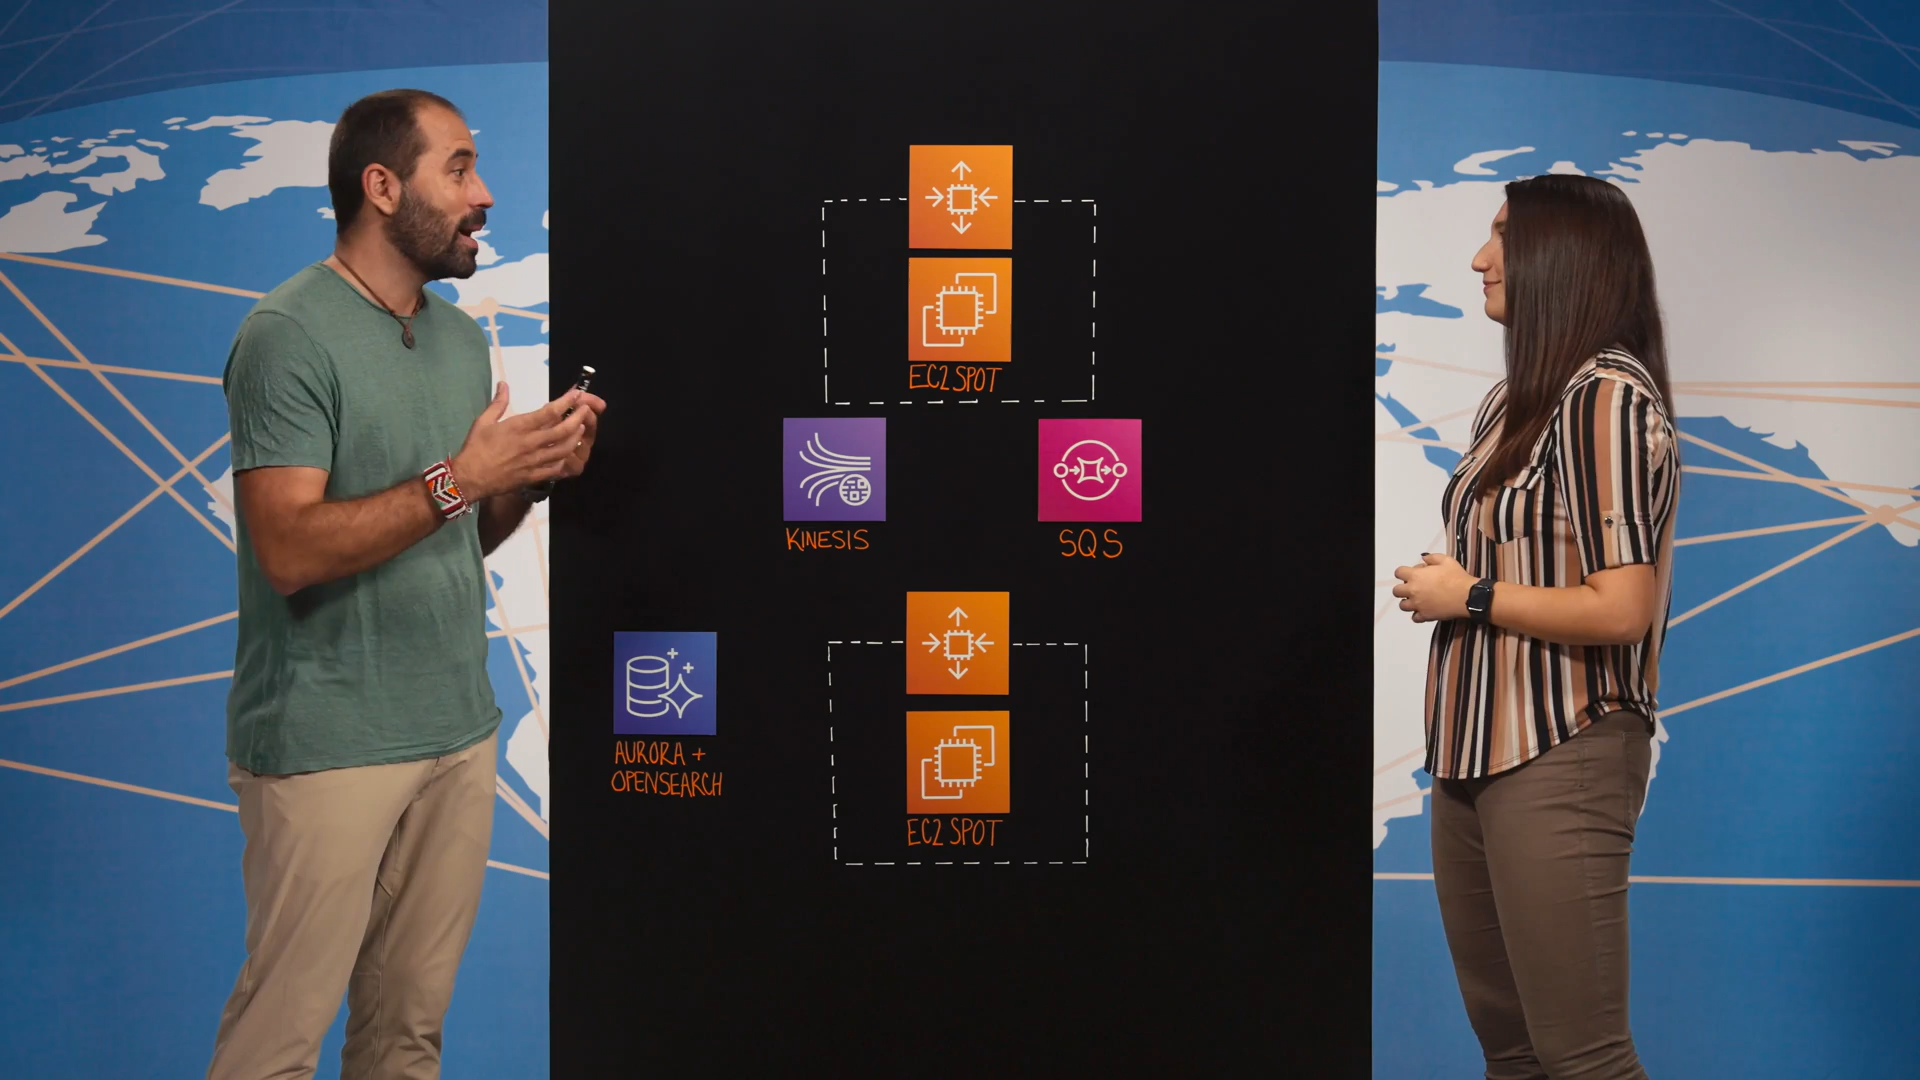 EC2 SPOT
KINESIS
SQS
AURORA +
OPENSEARCH
EC2 SPOT